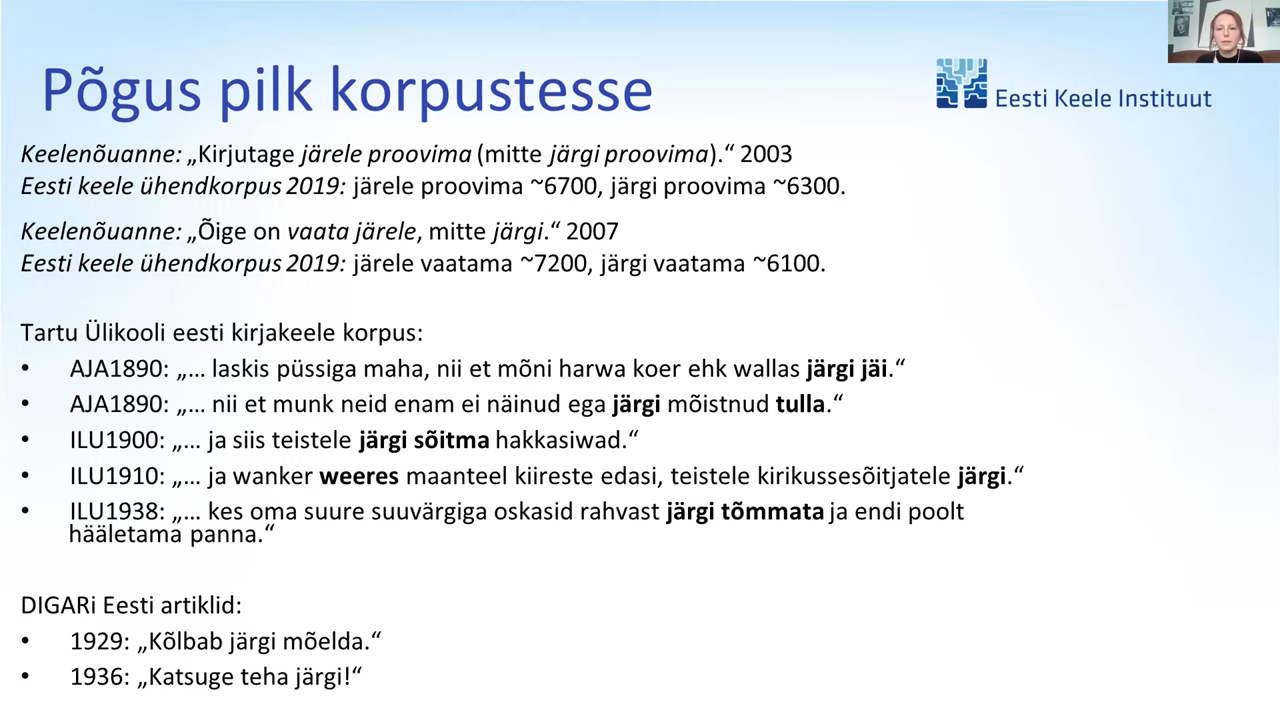 Põgus pilk korpustesse
Eesti Keele Instituut
Keelenõuanne: „Kirjutage järele proovima (mitte järgi proovima).“ 2003
Eesti keele ühendkorpus 2019: järele proovima ~6700, järgi proovima ~6300.
Keelenõuanne: „Õige on vaata järele, mitte järgi.“ 2007
Eesti keele ühendkorpus 2019: järele vaatama ~7200, järgi vaatama ~6100.
Tartu Ülikooli eesti kirjakeele korpus:
• AJA1890: „… laskis püssiga maha, nii et mõni harwa koer ehk wallas järgi jäi.“
• AJA1890: „… nii et munk neid enam ei näinud ega järgi mõistnud tulla.“
• ILU1900: „… ja siis teistele järgi sõitma hakkasiwad.“
• ILU1910: „… ja wanker weeres maanteel kiireste edasi, teistele kirikussesõitjatele järgi.“
• ILU1938: „… kes oma suure suuvärgiga oskasid rahvast järgi tõmmata ja endi poolt
hääletama panna.“
DIGARi Eesti artiklid:
• 1929: „Kõlbab järgi mõelda.“
• 1936: „Katsuge teha järgi!“